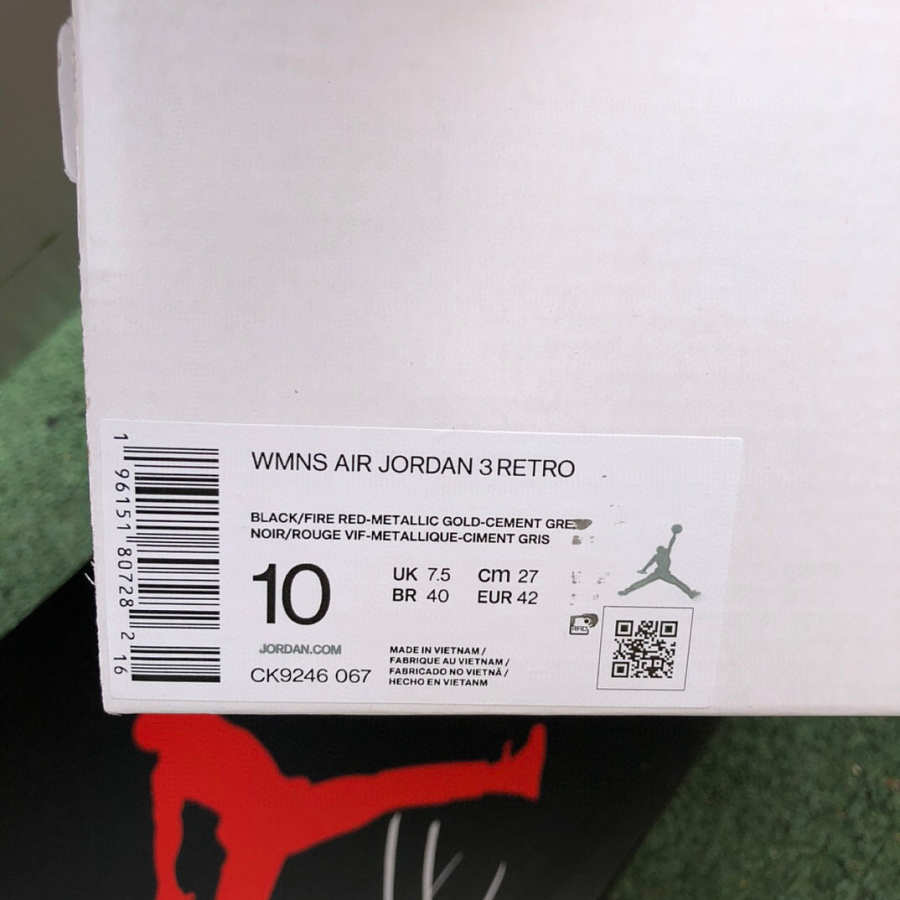 WMNS AIR JORDAN 3 RETRO
BLACK/FIRE RED-METALLIC GOLD-CEMENT GRE
NOIR/ROUGE VIF-METALLIQUE-CIMENT GRIS
10
UK 7.5 cm 27
BR 40 EUR 42
JORDAN.COM
CK9246 067
MADE IN VIETNAM /
FABRIQUE AU VIETNAM /
FABRICADO NO VIETNÃ /
HECHO EN VIETANM
1 96151 80728 2 16